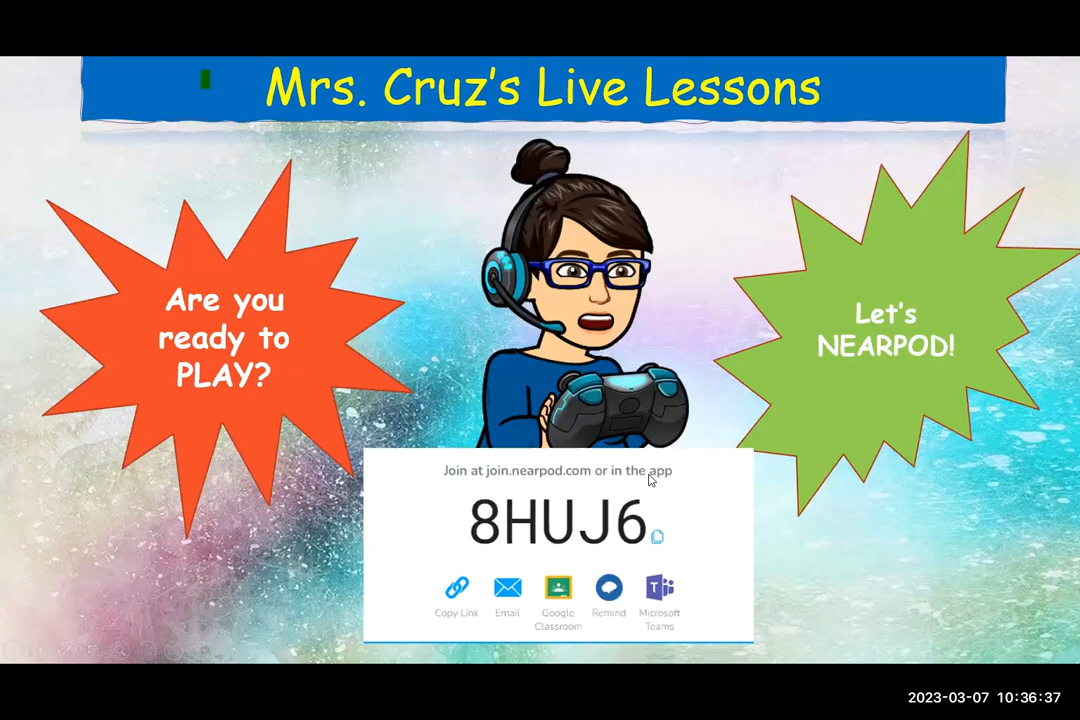 Mrs. Cruz's Live Lessons
Are you
ready to
PLAY?
Let's
NEARPOD!
Join at join.nearpod.com or in the app
8HUJ6
Copy Link
Email
Google
Classroom
Remind
Microsoft
Teams
2023-03-07 10:36:37